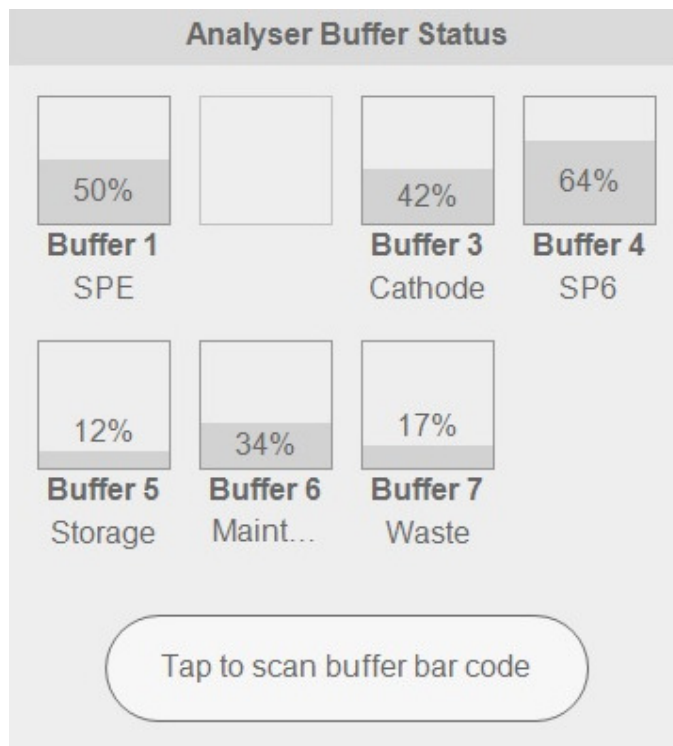 Analyser Buffer Status
50%
42%
64%
Buffer 1
Buffer 3
Buffer 4
SPE
Cathode
SP6
12%
34%
17%
Buffer 5
Buffer 6
Buffer 7
Storage
Maint...
Waste
Tap to scan buffer bar code